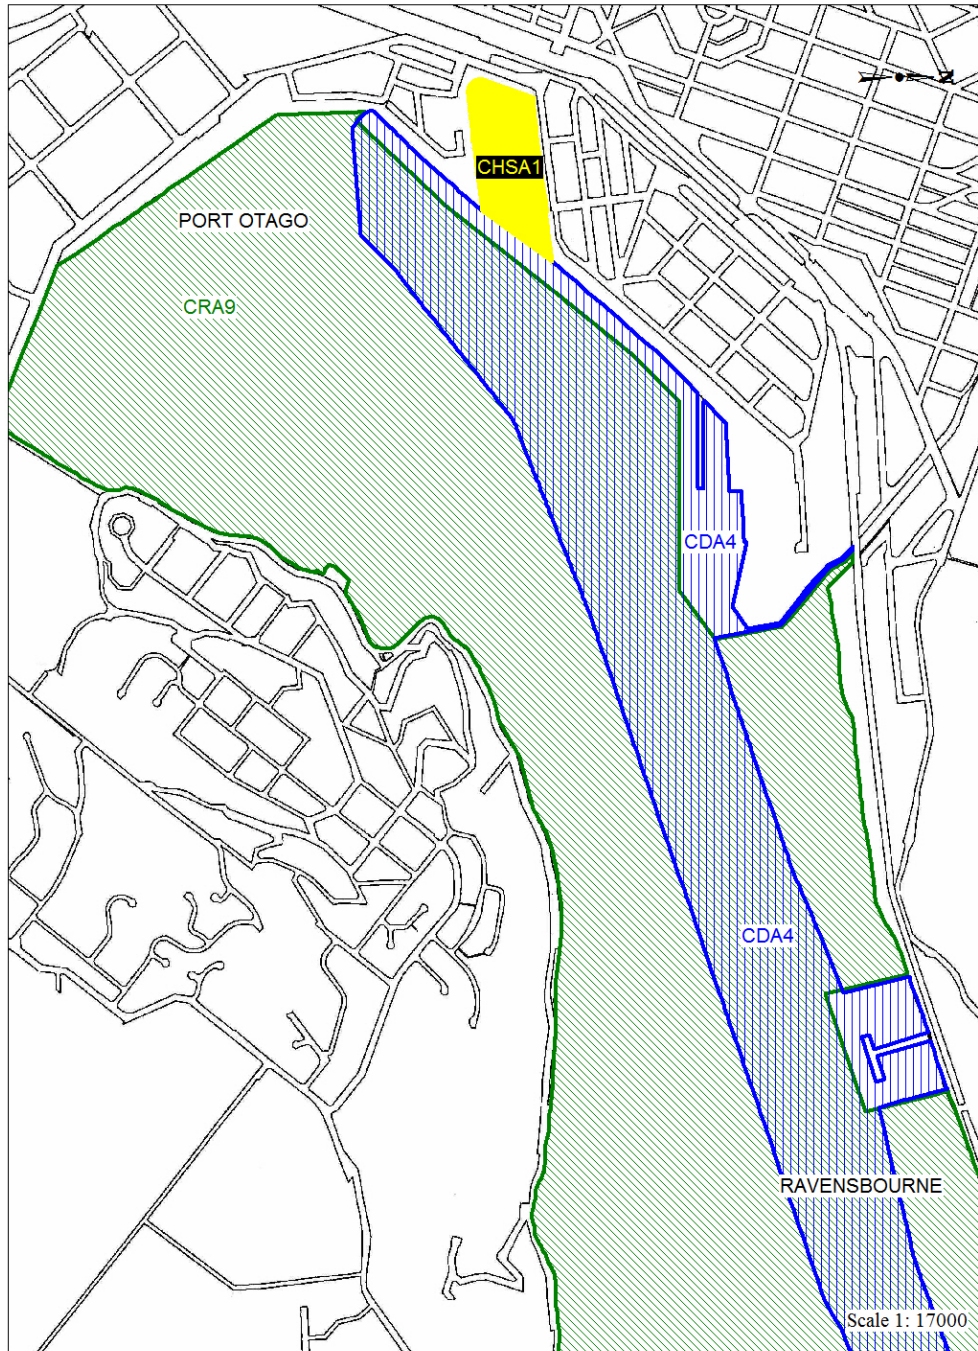 N
CHSA1
PORT OTAGO
CRA9
CDA4
CDA4
RAVENSBOURNE
Scale 1: 17000